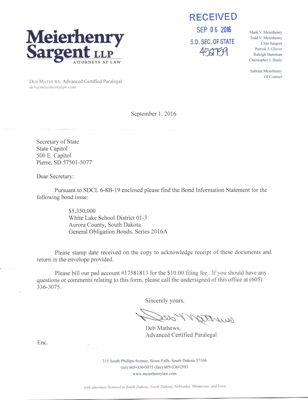 Meierhenry
Sargent LLP
ATTORNEYS AT LAW
DEB MATHEWS, Advanced Certified Paralegal
deb@meierhenrylaw.com
RECEIVED
SEP 06 2016
S.D. SEC. OF STATE
Mark V. Meierhenry
Todd V. Meierhenry
Clint Sargent
Patrick J. Glover
Raleigh Hansman
Christopher J. Healy
Sabrina Meierhenry
Of Counsel
September 1, 2016
Secretary of State
State Capitol
500 E. Capitol
Pierre, SD 57501-5077
Dear Secretary:
Pursuant to SDCL 6-8B-19 enclosed please find the Bond Information Statement for the
following bond issue:
$5,350,000
White Lake School District 01-3
Aurora County, South Dakota
General Obligation Bonds, Series 2016A
Please stamp date received on the copy to acknowledge receipt of these documents and
return in the envelope provided.
Please bill our pad account #17581813 for the $10.00 filing fee. If you should have any
questions or comments relating to this form, please call the undersigned of this office at (605)
336-3075.
Sincerely yours,
Deb Mathews
Deb Mathews,
Advanced Certified Paralegal
Enc.
315 South Phillips Avenue, Sioux Falls, South Dakota 57104
(tel) 605•336•3075 (fax) 605•336•2593
www.meierhenrylaw.com
with attorneys licensed in South Dakota, North Dakota, Nebraska, Minnesota, and Iowa.